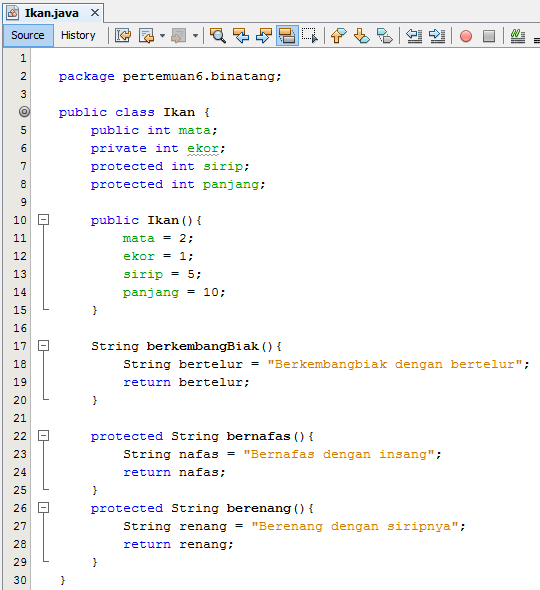 Ikan.java
Source History
1
2 package pertemuan6.binatang;
3
public class Ikan {
5 public int mata;
6 private int ekor;
7 protected int sirip;
8 protected int panjang;
9
10 public Ikan(){
11 mata = 2;
12 ekor = 1;
13 sirip = 5;
14 panjang = 10;
15 }
16
17 String berkembangBiak(){
18 String bertelur = "Berkembangbiak dengan bertelur";
19 return bertelur;
20 }
21
22 protected String bernafas(){
23 String nafas = "Bernafas dengan insang";
24 return nafas;
25 }
26 protected String berenang(){
27 String renang = "Berenang dengan siripnya";
28 return renang;
29 }
30 }